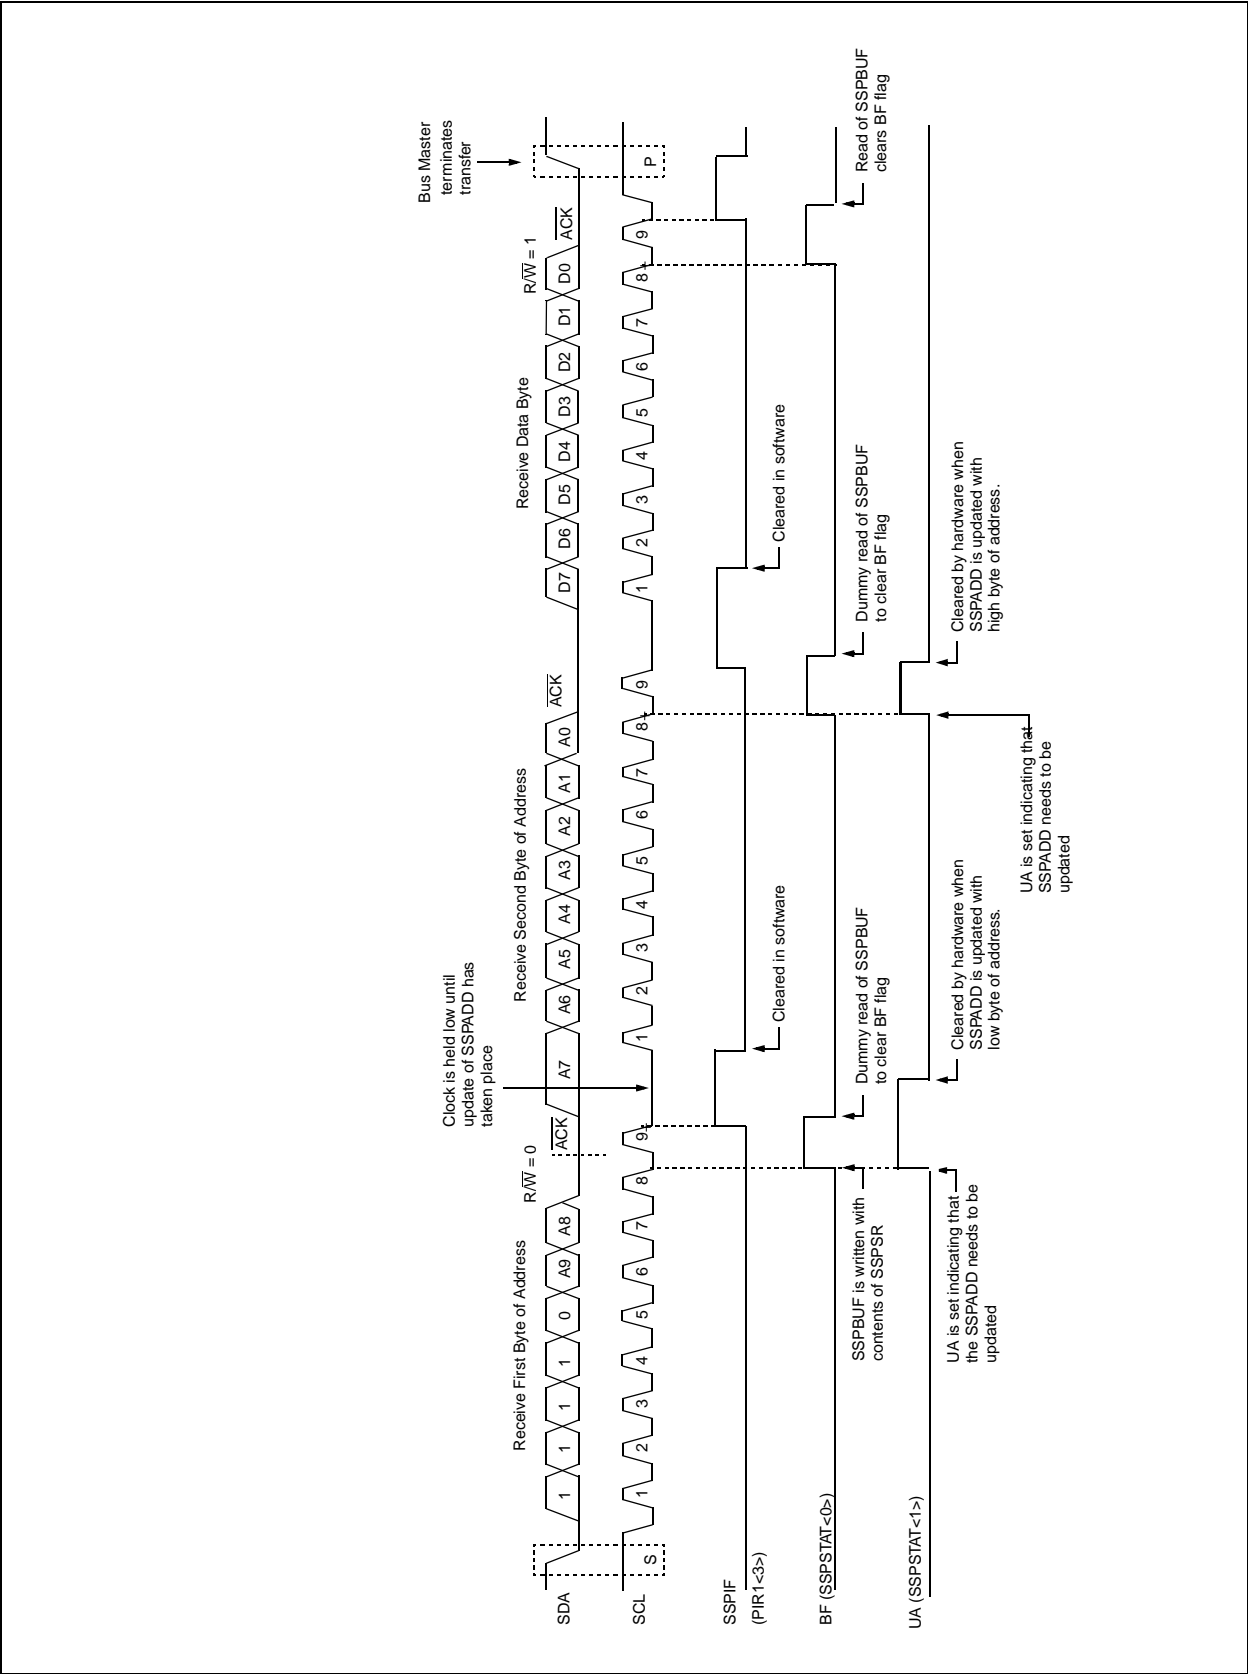 Bus Master
terminates
transfer
Clock is held low until
update of SSPADD has
taken place
Receive First Byte of Address
R/W = 0
Receive Second Byte of Address
Receive Data Byte
R/W = 1
SDA
1 1 1 1 0 A9 A8
ACK
A7 A6 A5 A4 A3 A2 A1 A0
ACK
D7 D6 D5 D4 D3 D2 D1 D0
ACK
SCL
S
1 2 3 4 5 6 7 8 9
1 2 3 4 5 6 7 8 9
1 2 3 4 5 6 7 8 9
P
SSPIF
(PIR1<3>)
Cleared in software
Cleared in software
BF (SSPSTAT<0>)
SSPBUF is written with
contents of SSPSR
Dummy read of SSPBUF
to clear BF flag
Dummy read of SSPBUF
to clear BF flag
Read of SSPBUF
clears BF flag
UA (SSPSTAT<1>)
UA is set indicating that
the SSPADD needs to be
updated
Cleared by hardware when
SSPADD is updated with
low byte of address.
UA is set indicating that
SSPADD needs to be
updated
Cleared by hardware when
SSPADD is updated with
high byte of address.